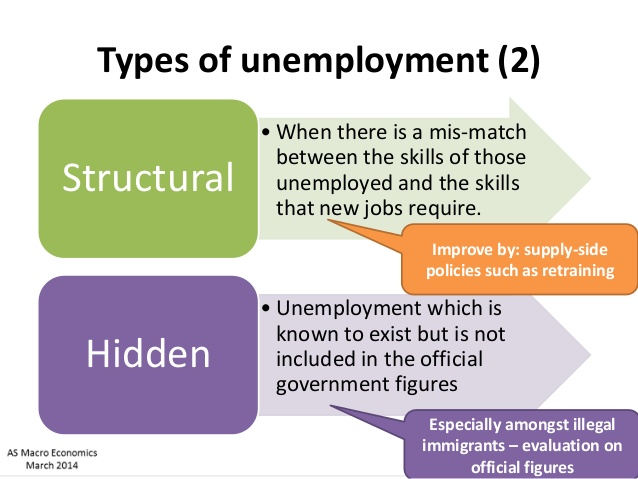 Types of unemployment (2)
Structural
• When there is a mis-match
between the skills of those
unemployed and the skills
that new jobs require.
Improve by: supply-side
policies such as retraining
Hidden
• Unemployment which is
known to exist but is not
included in the official
government figures
Especially amongst illegal
immigrants – evaluation on
official figures
AS Macro Economics
March 2014